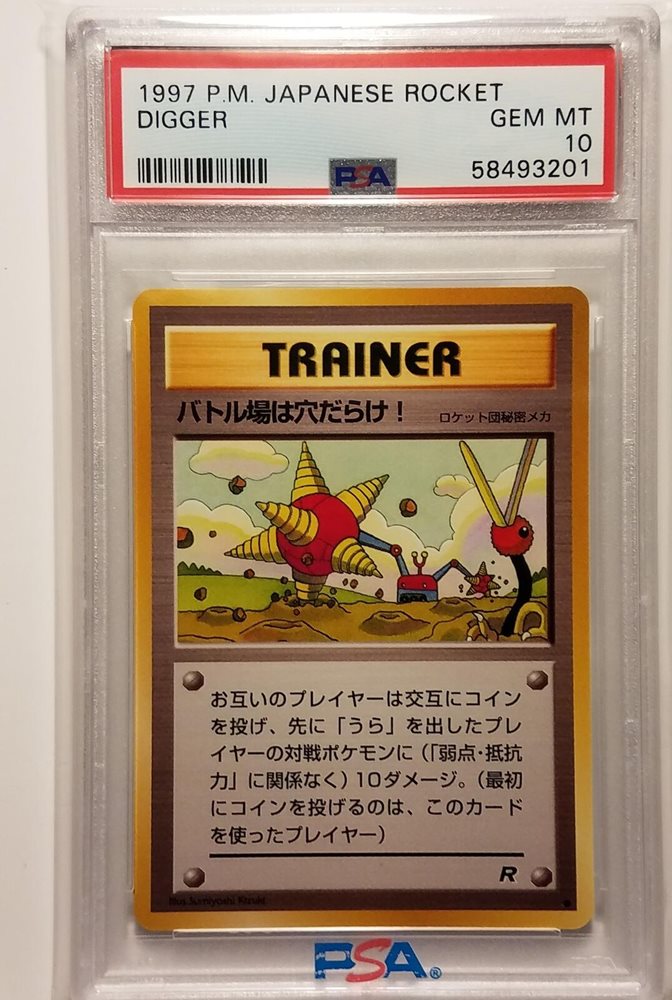 1997 P.M. JAPANESE ROCKET
DIGGER GEM MT
10
PSA 58493201
TRAINER
バトル場は穴だらけ! ロケット団秘密メカ
お互いのプレイヤーは交互にコイン
を投げ、先に「うら」を出したプレ
イヤーの対戦ポケモンに(「弱点・抵抗
力」に関係なく)10ダメージ。(最初
にコインを投げるのは、このカード
を使ったプレイヤー)
R
Illus. Sumiyoshi Kizuki
PSA®